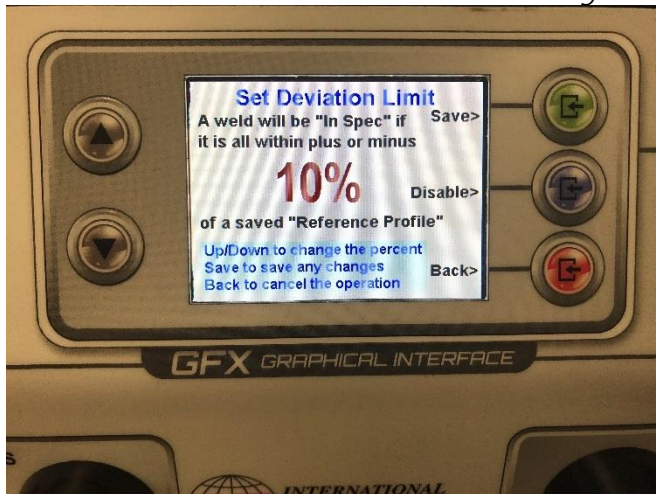 Set Deviation Limit
A weld will be "In Spec" if
Save>
it is all within plus or minus
10%
Disable>
of a saved "Reference Profile"
Up/Down to change the percent
Save to save any changes
Back>
Back to cancel the operation
GFX GRAPHICAL INTERFACE
S
INTERNATIONAL